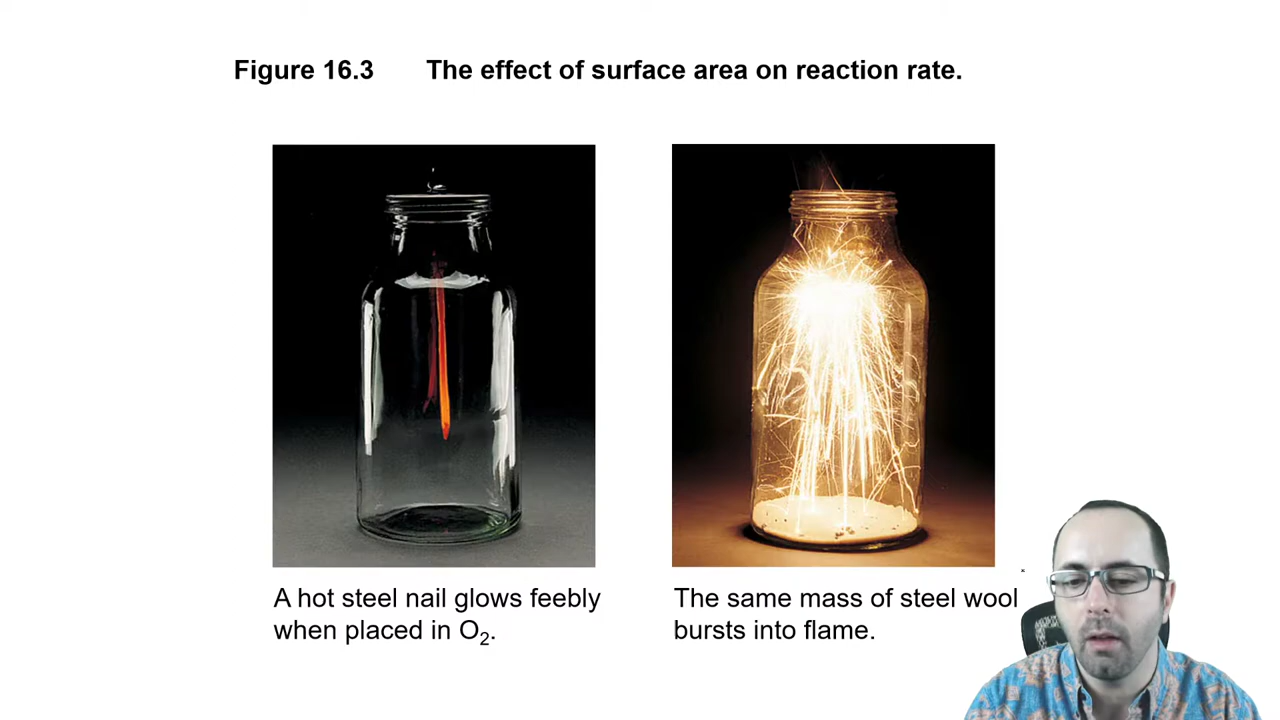 Figure 16.3 The effect of surface area on reaction rate.
A hot steel nail glows feebly
when placed in O₂.
The same mass of steel wool
bursts into flame.